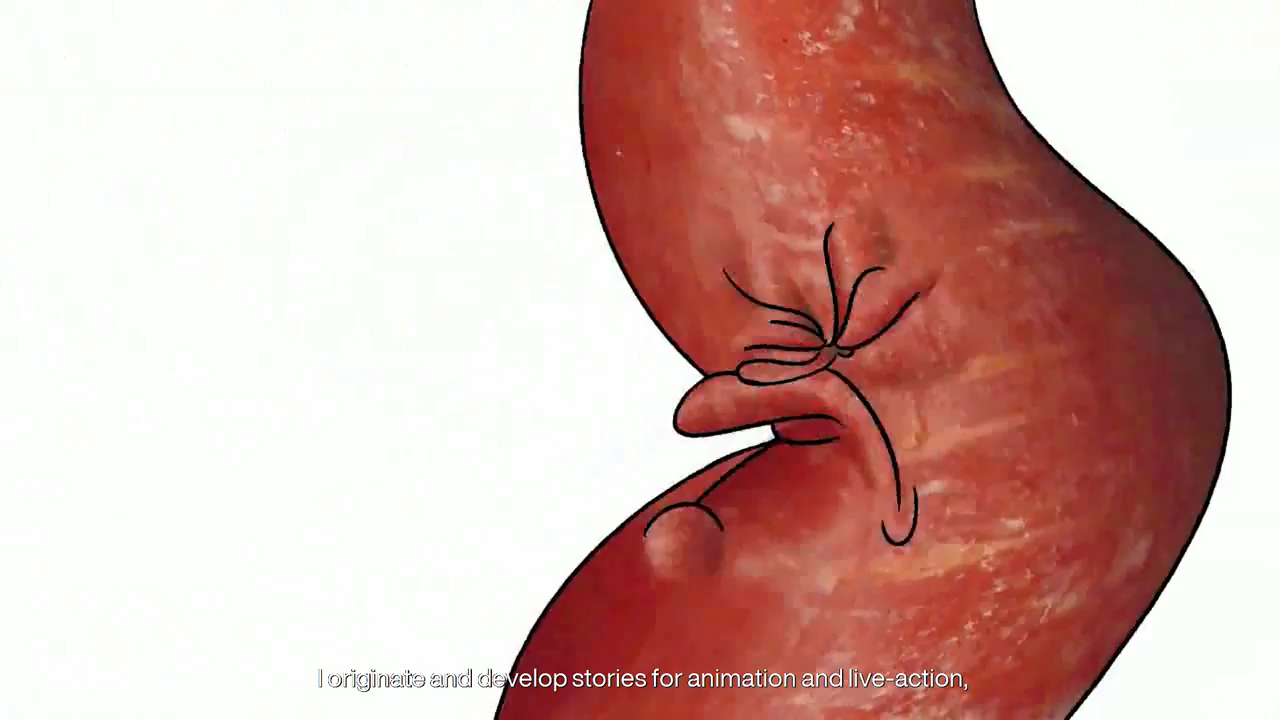 I originate and develop stories for animation and live-action,